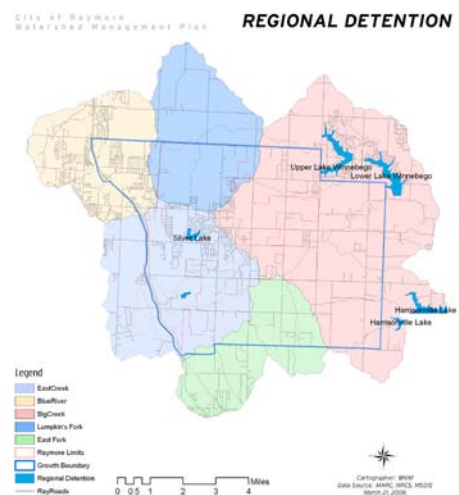 City of Raymore
Watershed Management Plan
REGIONAL DETENTION
Upper Lake Winnebego
Lower Lake Winnebego
Silver Lake
Harrisonville Lake
Harrisonville Lake
Legend
EastCreek
BlueRiver
BigCreek
Lumpkin's Fork
East Fork
Raymore Limits
Growth Boundary
Regional Detention
RayRoads
0 0.5 1 2 3 4 Miles
Cartographer: BWM
Data Source: MARC, NRCS, MSDIS
March 21, 2006